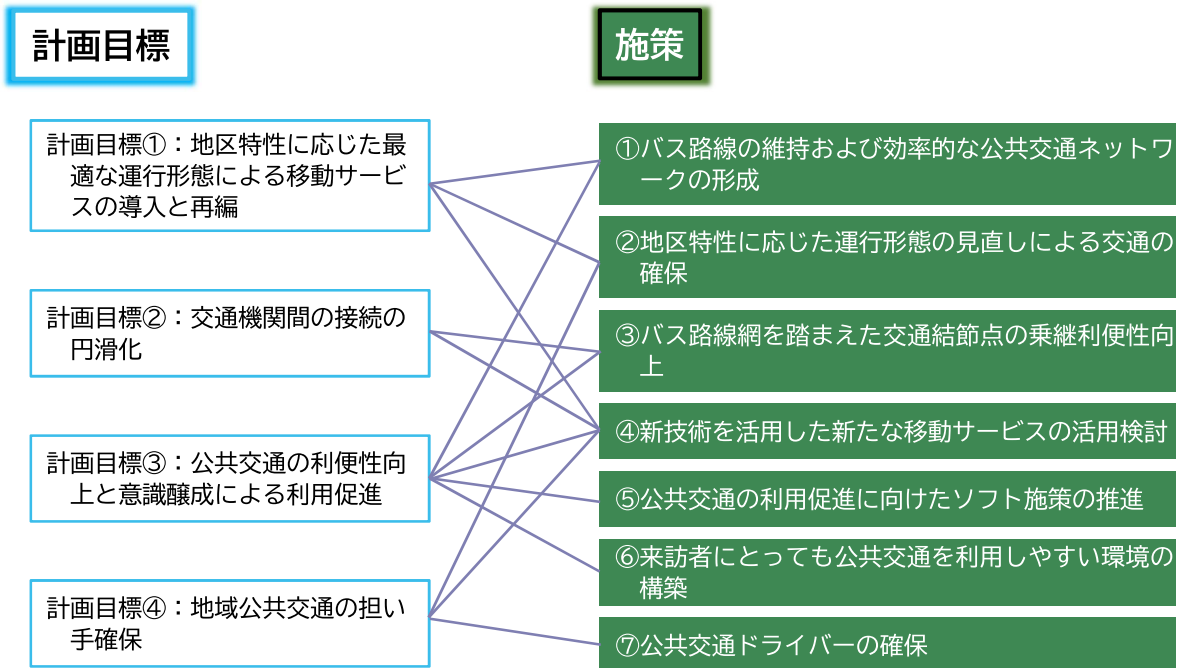 計画目標
施策
計画目標①：地区特性に応じた最
適な運行形態による移動サービ
スの導入と再編
計画目標②：交通機関間の接続の
円滑化
計画目標③：公共交通の利便性向
上と意識醸成による利用促進
計画目標④：地域公共交通の担い
手確保
①バス路線の維持および効率的な公共交通ネットワ
ークの形成
②地区特性に応じた運行形態の見直しによる交通の
確保
③バス路線網を踏まえた交通結節点の乗継利便性向
上
④新技術を活用した新たな移動サービスの活用検討
⑤公共交通の利用促進に向けたソフト施策の推進
⑥来訪者にとっても公共交通を利用しやすい環境の
構築
⑦公共交通ドライバーの確保